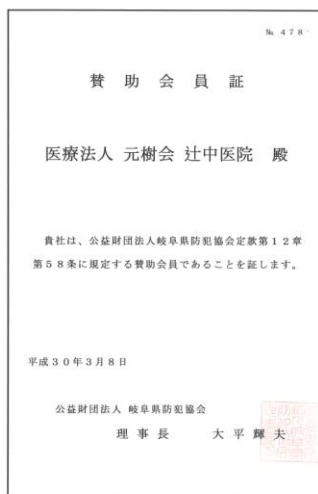 № 478
賛助会員証
医療法人 元樹会 辻中医院 殿
貴社は、公益財団法人岐阜県防犯協会定款第12章
第58条に規定する賛助会員であることを証します。
平成30年3月8日
公益財団法人 岐阜県防犯協会
理事長 大平輝夫